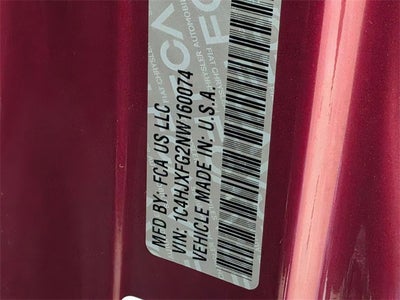 MFD. BY: FCA US LLC
VIN: 1C4HJXFG2NW160074
VEHICLE MADE IN: U.S.A.